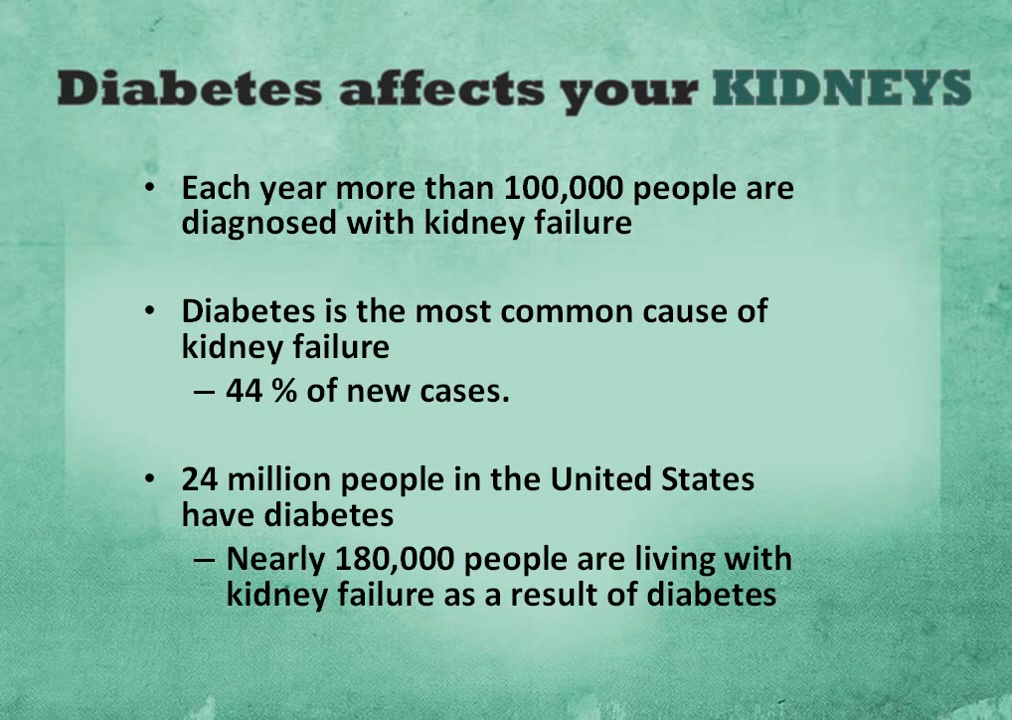 Diabetes affects your KIDNEYS
• Each year more than 100,000 people are
diagnosed with kidney failure
• Diabetes is the most common cause of
kidney failure
– 44 % of new cases.
• 24 million people in the United States
have diabetes
– Nearly 180,000 people are living with
kidney failure as a result of diabetes